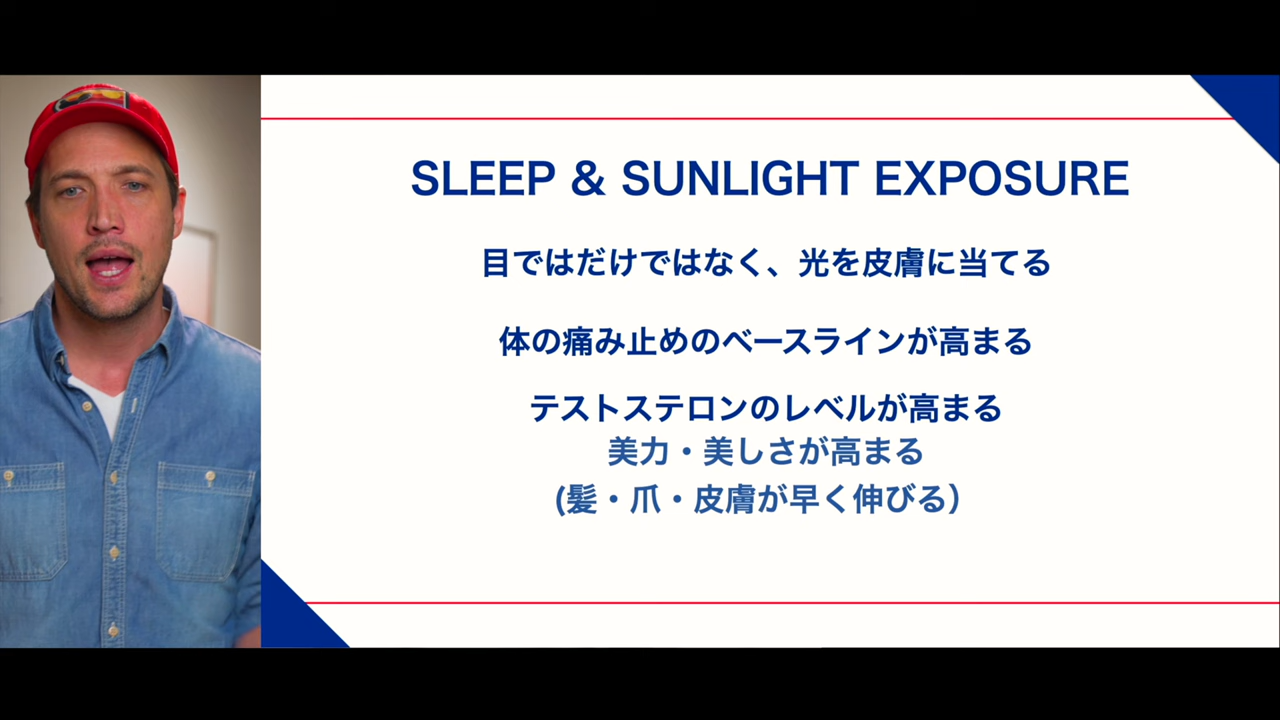 SLEEP & SUNLIGHT EXPOSURE
目ではだけではなく、光を皮膚に当てる
体の痛み止めのベースラインが高まる
テストステロンのレベルが高まる
美力・美しさが高まる
(髪・爪・皮膚が早く伸びる）